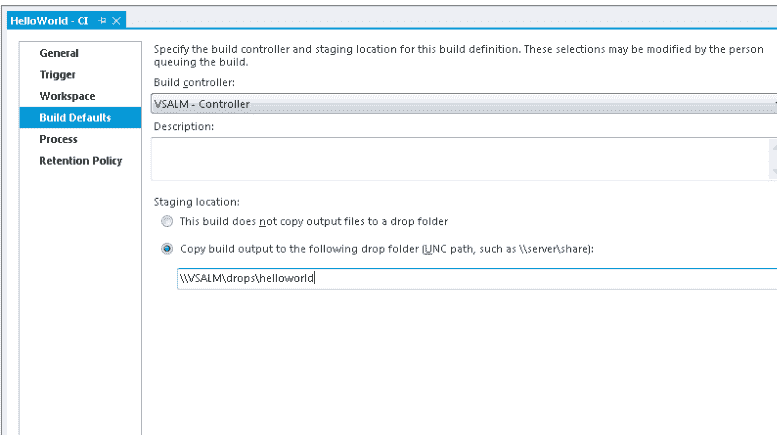 HelloWorld - CI
General
Trigger
Workspace
Build Defaults
Process
Retention Policy
Specify the build controller and staging location for this build definition. These selections may be modified by the person
queuing the build.
Build controller:
VSALM - Controller
Description:
Staging location:
This build does not copy output files to a drop folder
Copy build output to the following drop folder (UNC path, such as \\server\share):
\\VSALM\drops\helloworld